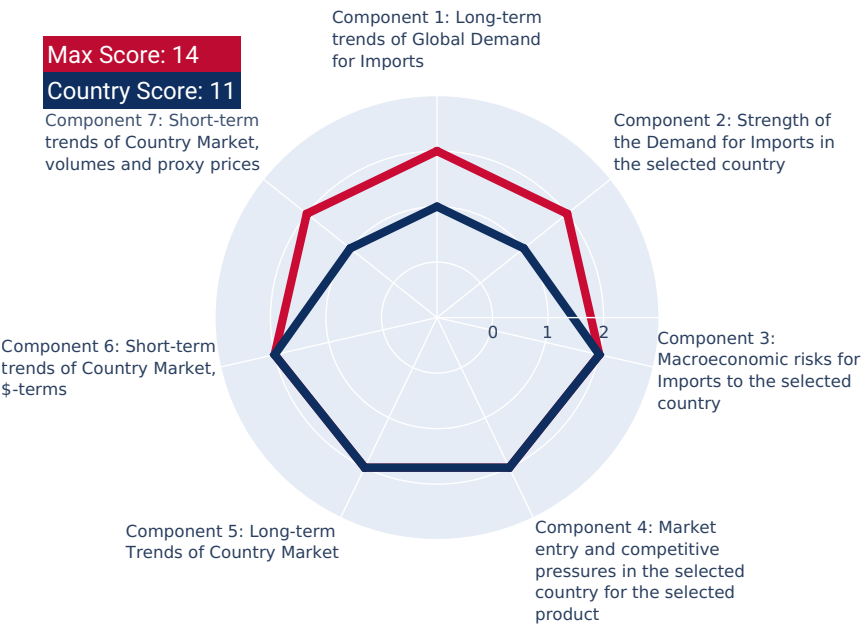 Component 1: Long-term
trends of Global Demand
for Imports
Max Score: 14
Country Score: 11
Component 7: Short-term
trends of Country Market,
volumes and proxy prices
Component 2: Strength of
the Demand for Imports in
the selected country
0 1 2
Component 6: Short-term
trends of Country Market,
$-terms
Component 3:
Macroeconomic risks for
Imports to the selected
country
Component 5: Long-term
Trends of Country Market
Component 4: Market
entry and competitive
pressures in the selected
country for the selected
product